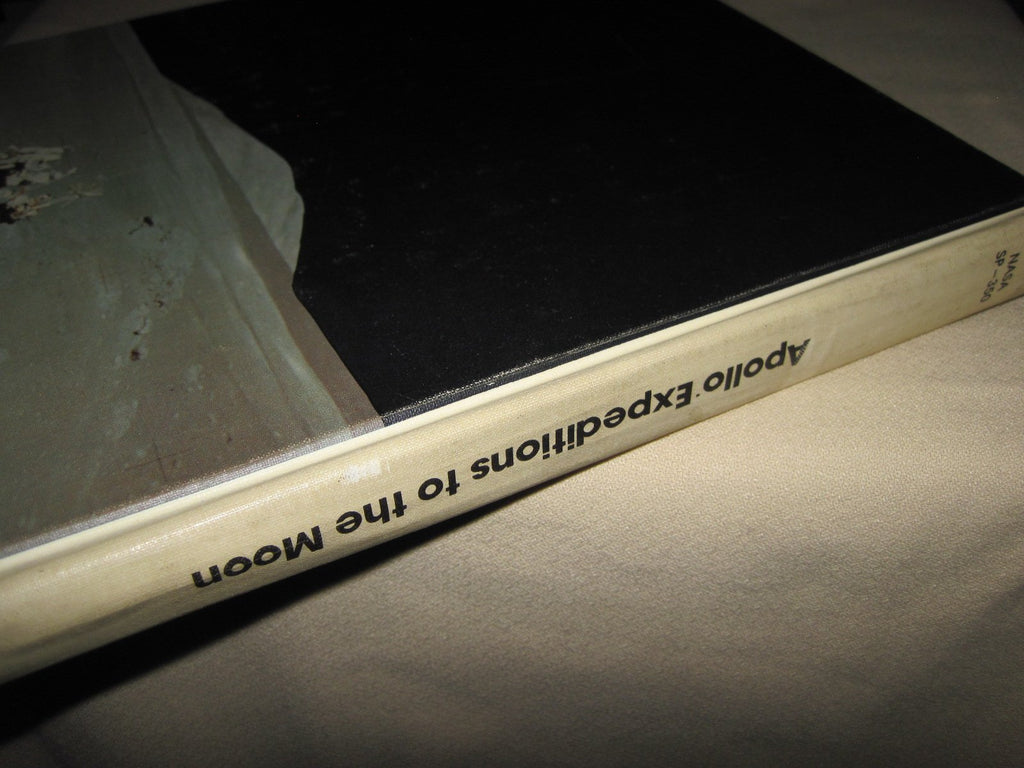 NASA
SP-350
Apollo Expeditions to the Moon